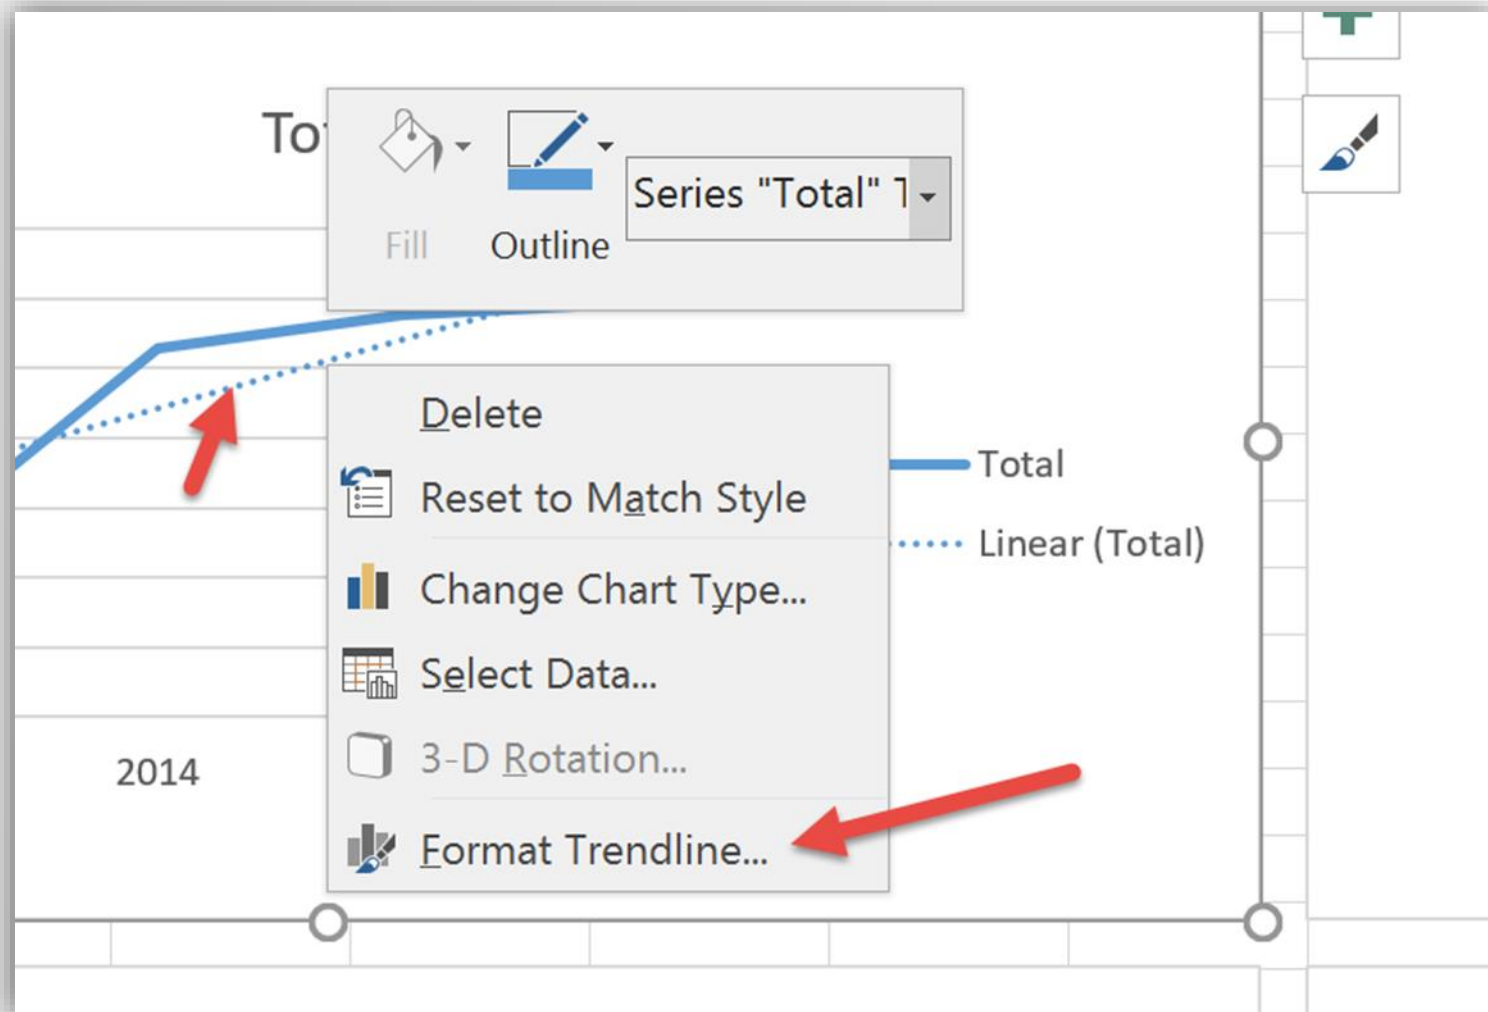 To
Fill
Outline
Series "Total" T
Delete
Reset to Match Style
Change Chart Type...
Select Data...
3-D Rotation...
Format Trendline...
Total
Linear (Total)
2014